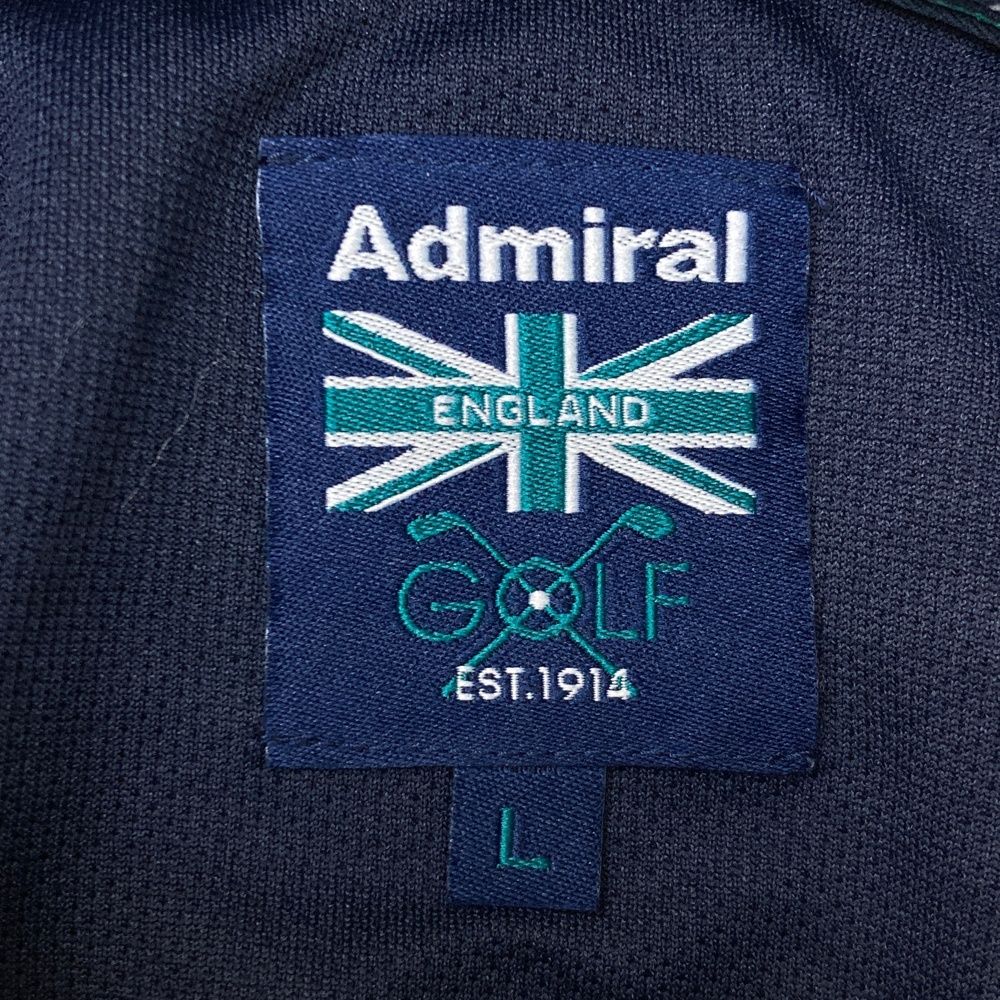 Admiral
ENGLAND
GOLF
EST.1914
L